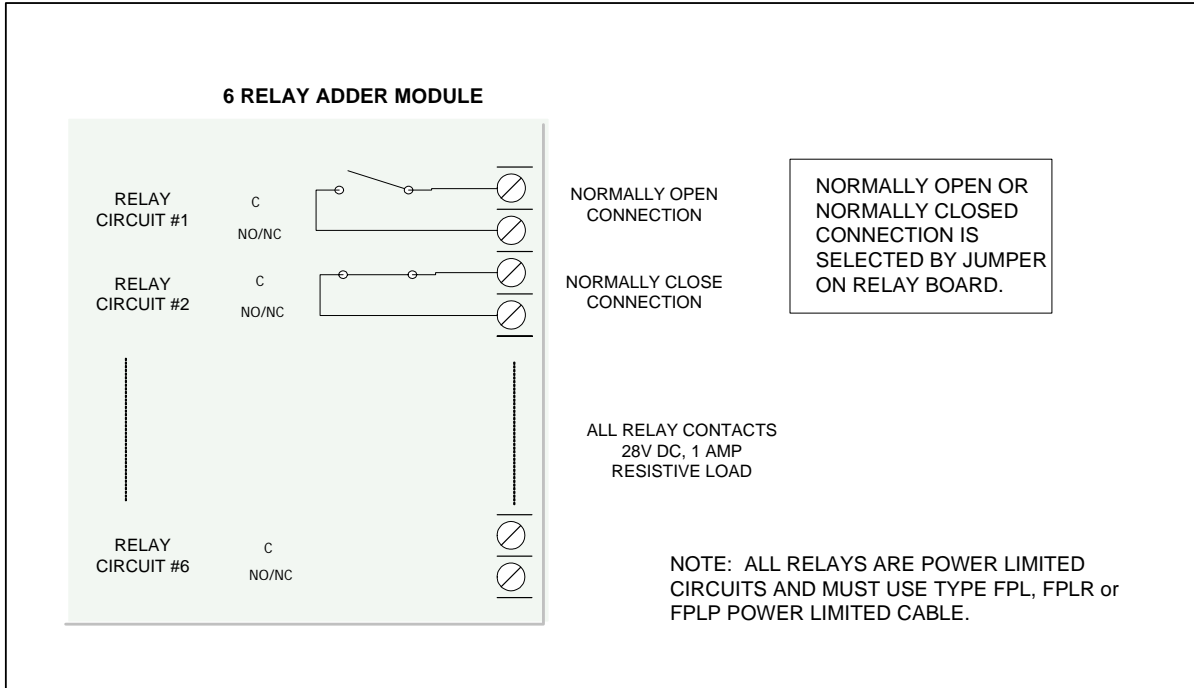 6 RELAY ADDER MODULE
RELAY
CIRCUIT #1
C
NO/NC
NORMALLY OPEN
CONNECTION
RELAY
CIRCUIT #2
C
NO/NC
NORMALLY CLOSE
CONNECTION
NORMALLY OPEN OR
NORMALLY CLOSED
CONNECTION IS
SELECTED BY JUMPER
ON RELAY BOARD.
ALL RELAY CONTACTS
28V DC, 1 AMP
RESISTIVE LOAD
RELAY
CIRCUIT #6
C
NO/NC
NOTE: ALL RELAYS ARE POWER LIMITED
CIRCUITS AND MUST USE TYPE FPL, FPLR or
FPLP POWER LIMITED CABLE.